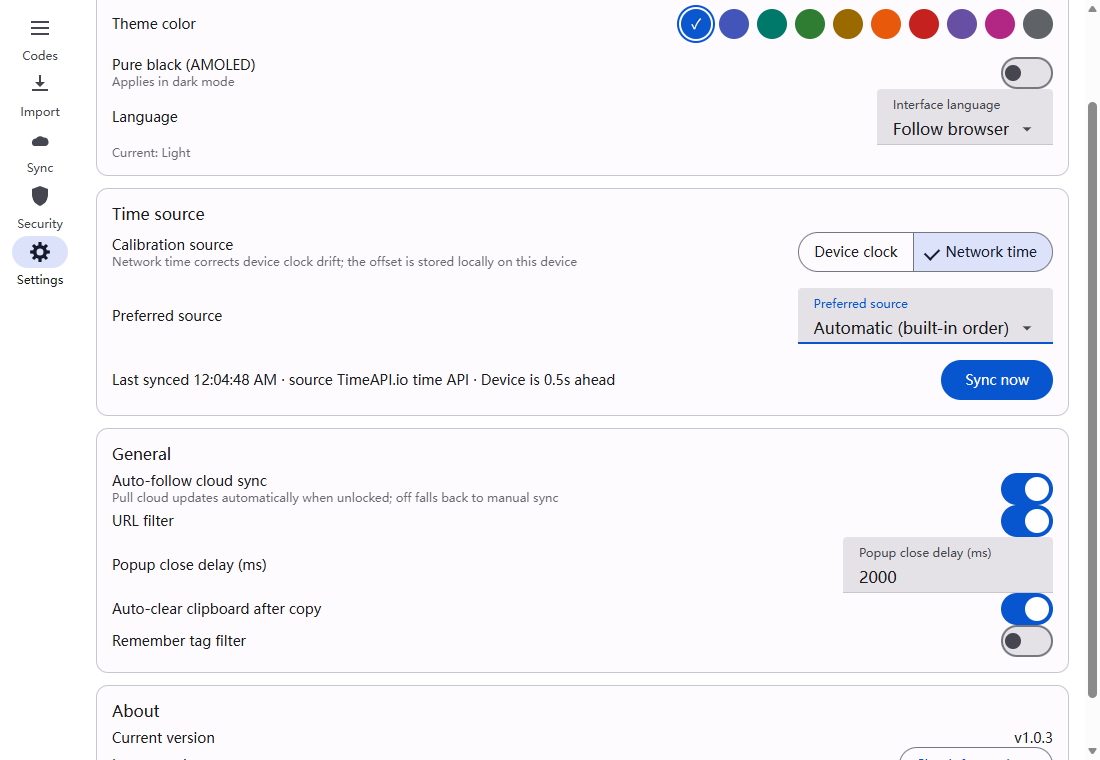 Codes
Import
Sync
Security
Settings
Theme color
Pure black (AMOLED)
Applies in dark mode
Language
Interface language
Follow browser
Current: Light
Time source
Calibration source
Network time corrects device clock drift; the offset is stored locally on this device
Device clock
Network time
Preferred source
Preferred source
Automatic (built-in order)
Last synced 12:04:48 AM · source TimeAPI.io time API · Device is 0.5s ahead
Sync now
General
Auto-follow cloud sync
Pull cloud updates automatically when unlocked; off falls back to manual sync
URL filter
Popup close delay (ms)
Popup close delay (ms)
2000
Auto-clear clipboard after copy
Remember tag filter
About
Current version
v1.0.3